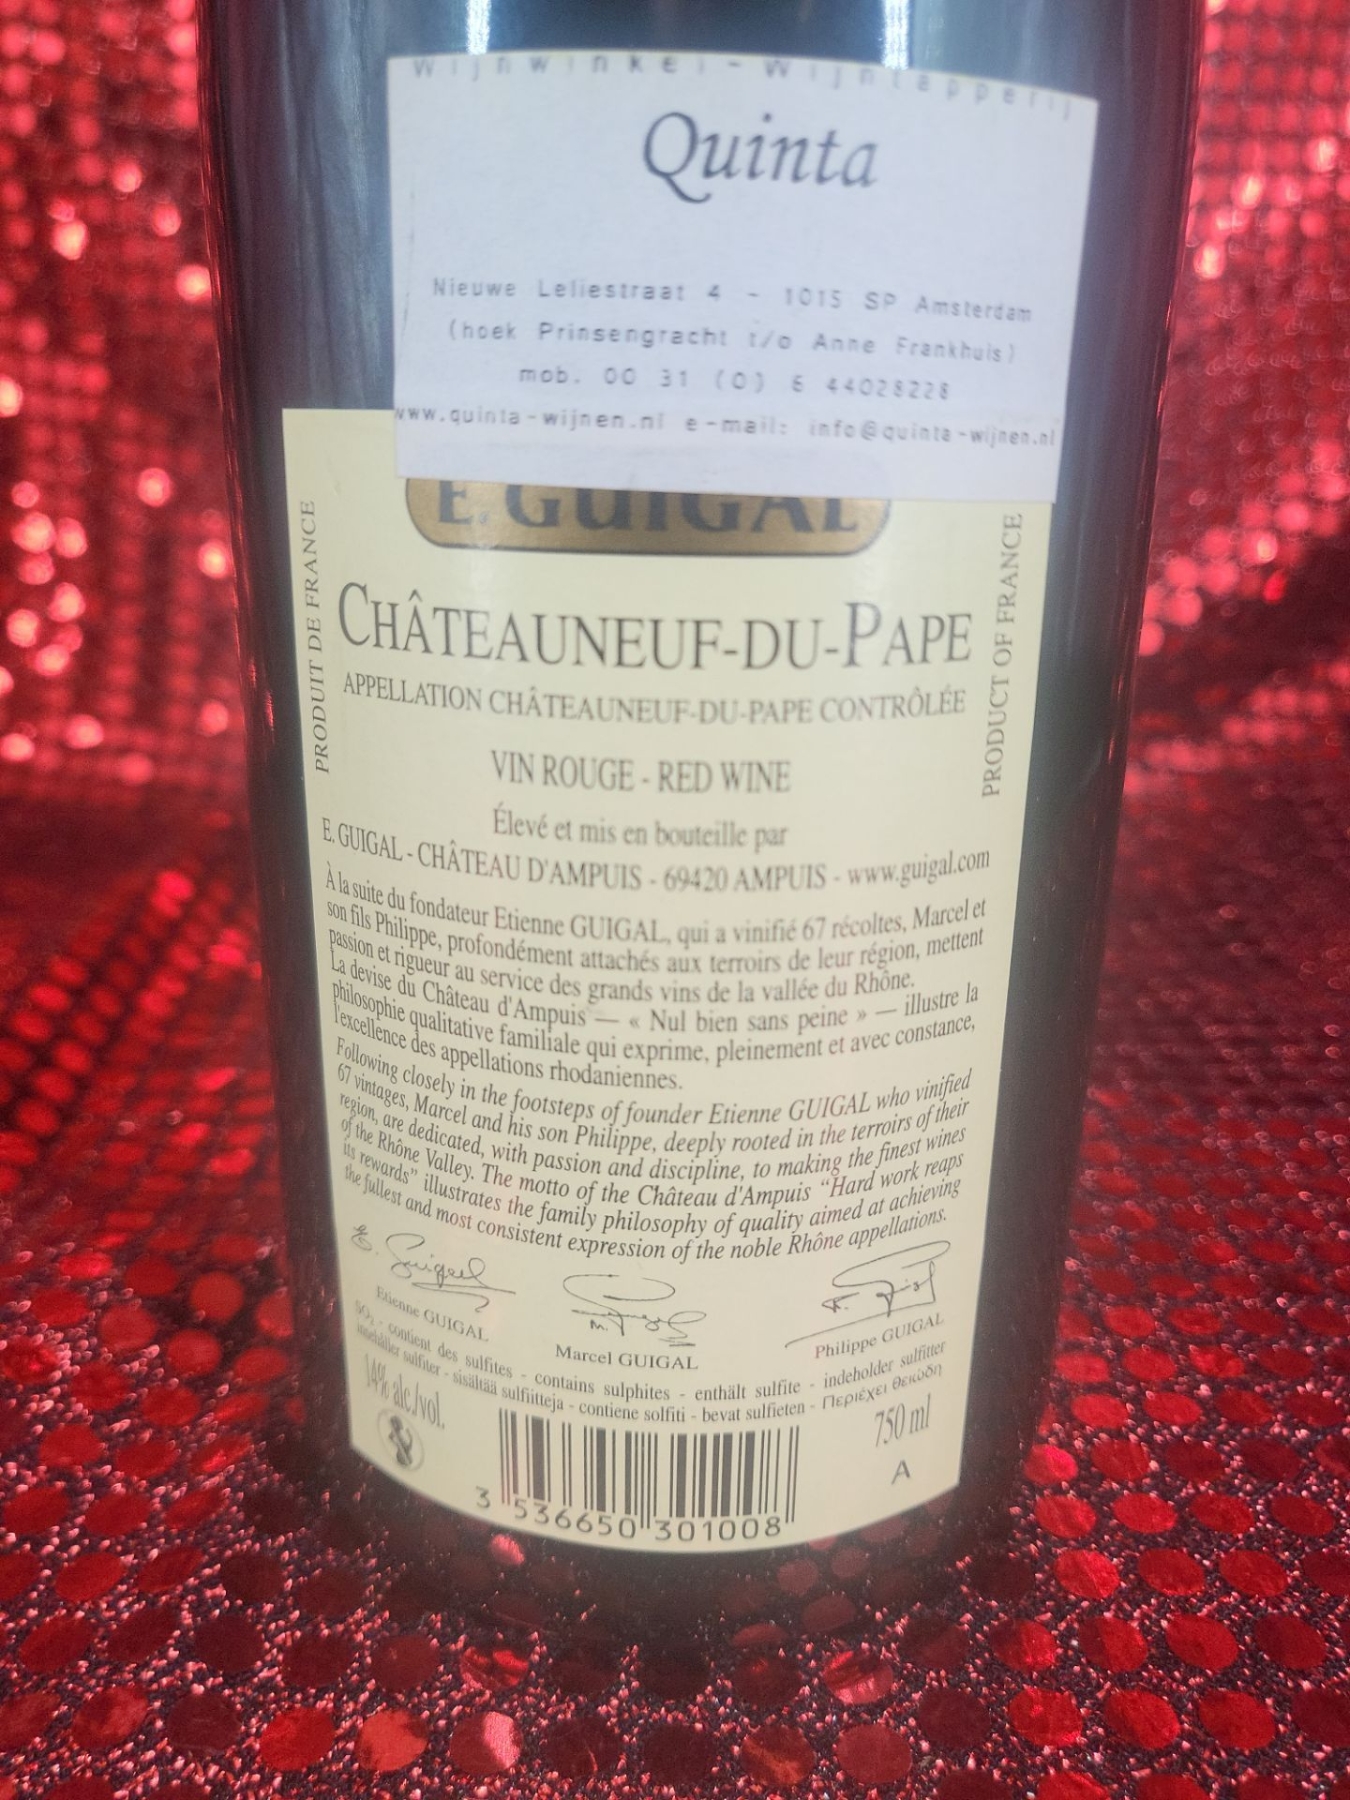 Wijnwinkel - Wijntapperij
Quinta
Nieuwe Leliestraat 4 - 1015 SP Amsterdam
(hoek Prinsengracht t/o Anne Frankhuis)
mob. 00 31 (0) 6 44028228
www.quinta-wijnen.nl e-mail: info@quinta-wijnen.nl
E. GUIGAL
PRODUIT DE FRANCE
PRODUCT OF FRANCE
CHÂTEAUNEUF-DU-PAPE
APPELLATION CHÂTEAUNEUF-DU-PAPE CONTRÔLÉE
VIN ROUGE - RED WINE
Élevé et mis en bouteille par
E. GUIGAL - CHÂTEAU D'AMPUIS - 69420 AMPUIS - www.guigal.com
À la suite du fondateur Etienne GUIGAL, qui a vinifié 67 récoltes, Marcel et
son fils Philippe, profondément attachés aux terroirs de leur région, mettent
passion et rigueur au service des grands vins de la vallée du Rhône.
La devise du Château d'Ampuis — « Nul bien sans peine » — illustre la
philosophie qualitative familiale qui exprime, pleinement et avec constance,
l'excellence des appellations rhodaniennes.
Following closely in the footsteps of founder Etienne GUIGAL who vinified
67 vintages, Marcel and his son Philippe, deeply rooted in the terroirs of their
region, are dedicated, with passion and discipline, to making the finest wines
of the Rhône Valley. The motto of the Château d'Ampuis “Hard work reaps
its rewards” illustrates the family philosophy of quality aimed at achieving
the fullest and most consistent expression of the noble Rhône appellations.
E. Guigal
Etienne GUIGAL
Marcel GUIGAL
Philippe GUIGAL
SO₂ - contient des sulfites - contains sulphites - enthält sulfite - indeholder sulfitter
innehåller sulfiter - sisältää sulfiitteja - contiene solfiti - bevat sulfieten - Περιέχει θειώδη
14% alc./vol.
750 ml
A
3 536650 301008